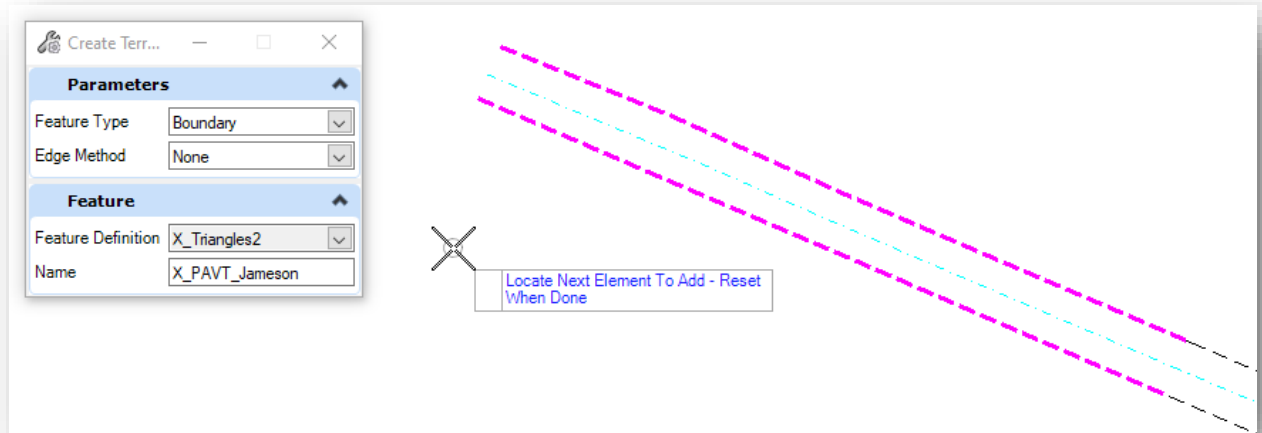 Create Terr...
Parameters
Feature Type Boundary
Edge Method None
Feature
Feature Definition X_Triangles2
Name X_PAVT_Jameson
Locate Next Element To Add - Reset
When Done